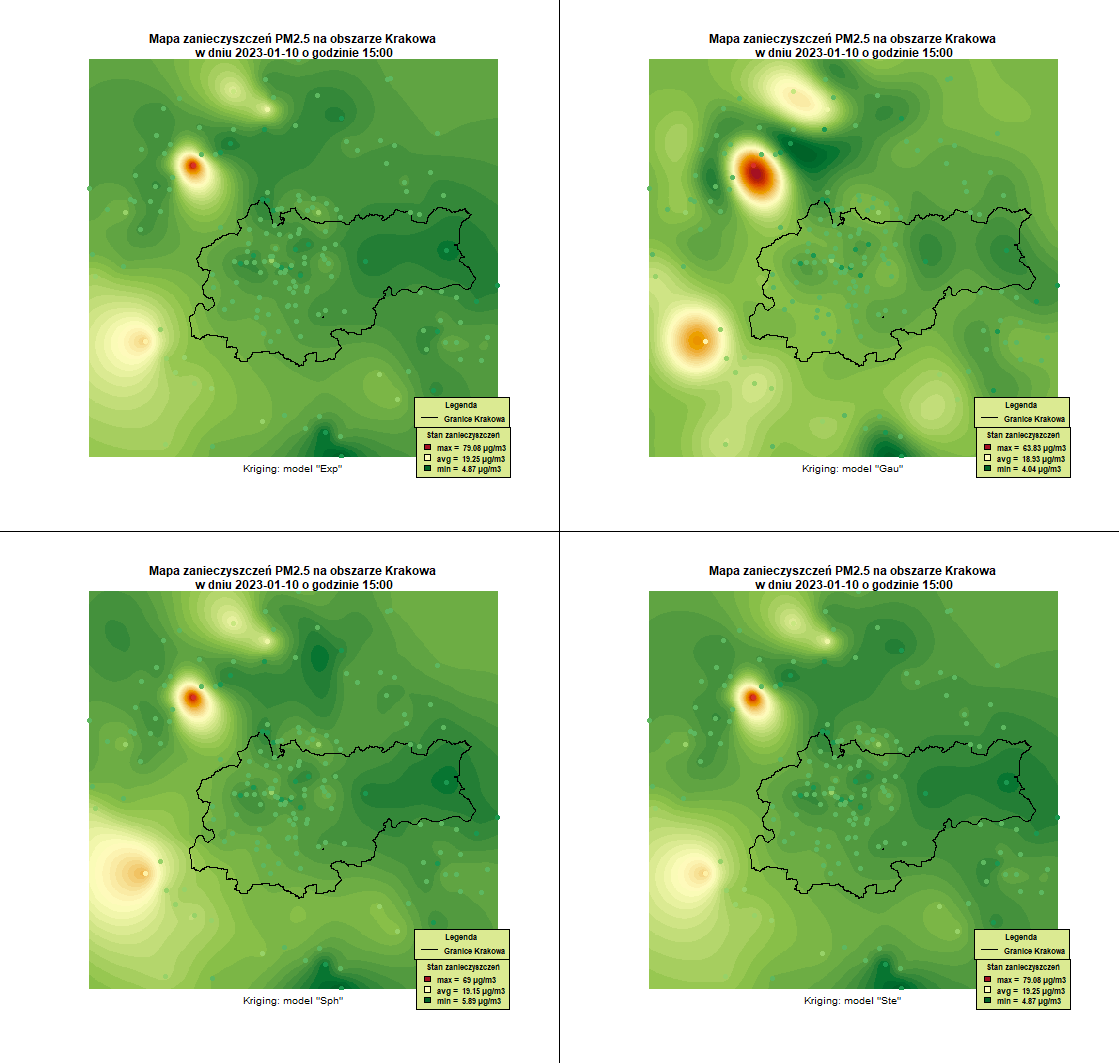 Mapa zanieczyszczeń PM2.5 na obszarze Krakowa
w dniu 2023-01-10 o godzinie 15:00
Legenda
Granice Krakowa
Stan zanieczyszczeń
max = 79.08 µg/m3
avg = 19.25 µg/m3
min = 4.87 µg/m3
Kriging: model "Exp"
Mapa zanieczyszczeń PM2.5 na obszarze Krakowa
w dniu 2023-01-10 o godzinie 15:00
Legenda
Granice Krakowa
Stan zanieczyszczeń
max = 63.83 µg/m3
avg = 18.93 µg/m3
min = 4.04 µg/m3
Kriging: model "Gau"
Mapa zanieczyszczeń PM2.5 na obszarze Krakowa
w dniu 2023-01-10 o godzinie 15:00
Legenda
Granice Krakowa
Stan zanieczyszczeń
max = 69 µg/m3
avg = 19.15 µg/m3
min = 5.89 µg/m3
Kriging: model "Sph"
Mapa zanieczyszczeń PM2.5 na obszarze Krakowa
w dniu 2023-01-10 o godzinie 15:00
Legenda
Granice Krakowa
Stan zanieczyszczeń
max = 79.08 µg/m3
avg = 19.25 µg/m3
min = 4.87 µg/m3
Kriging: model "Ste"